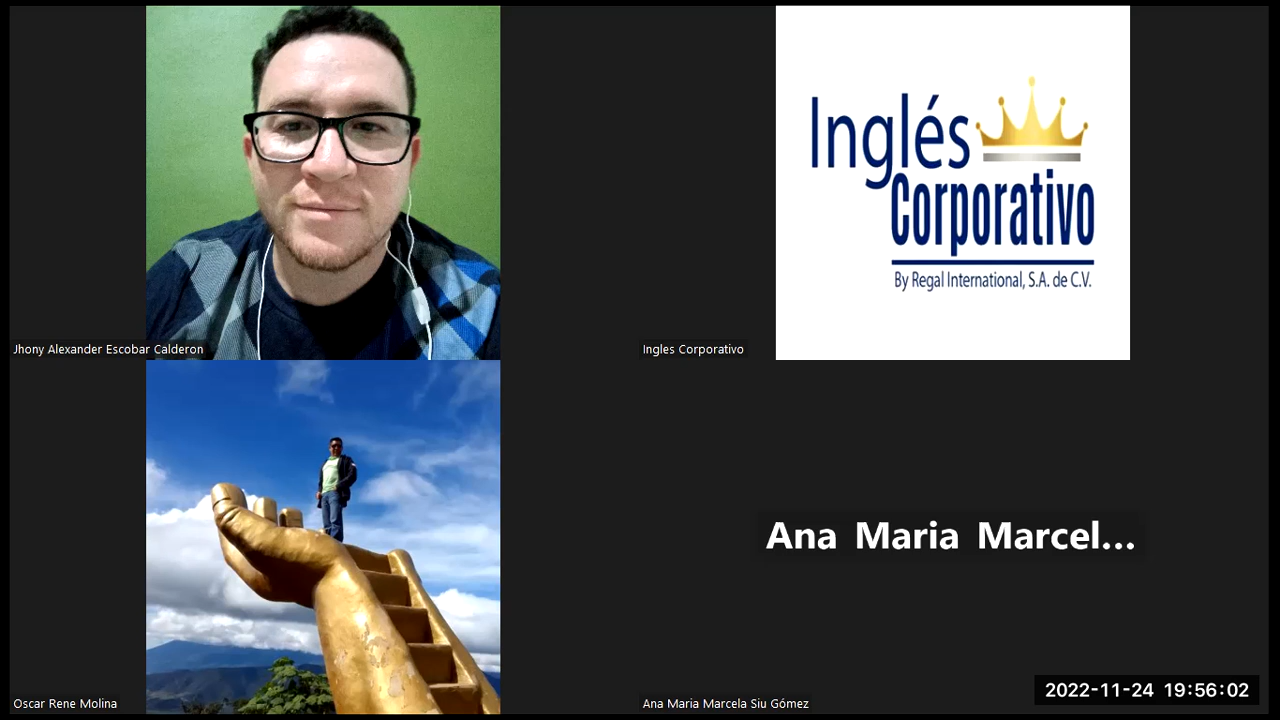 Inglés
Corporativo
By Regal International, S.A. de C.V.
Jhony Alexander Escobar Calderon
Ingles Corporativo
Ana Maria Marcel...
Oscar Rene Molina
Ana Maria Marcela Siu Gómez
2022-11-24 19:56:02